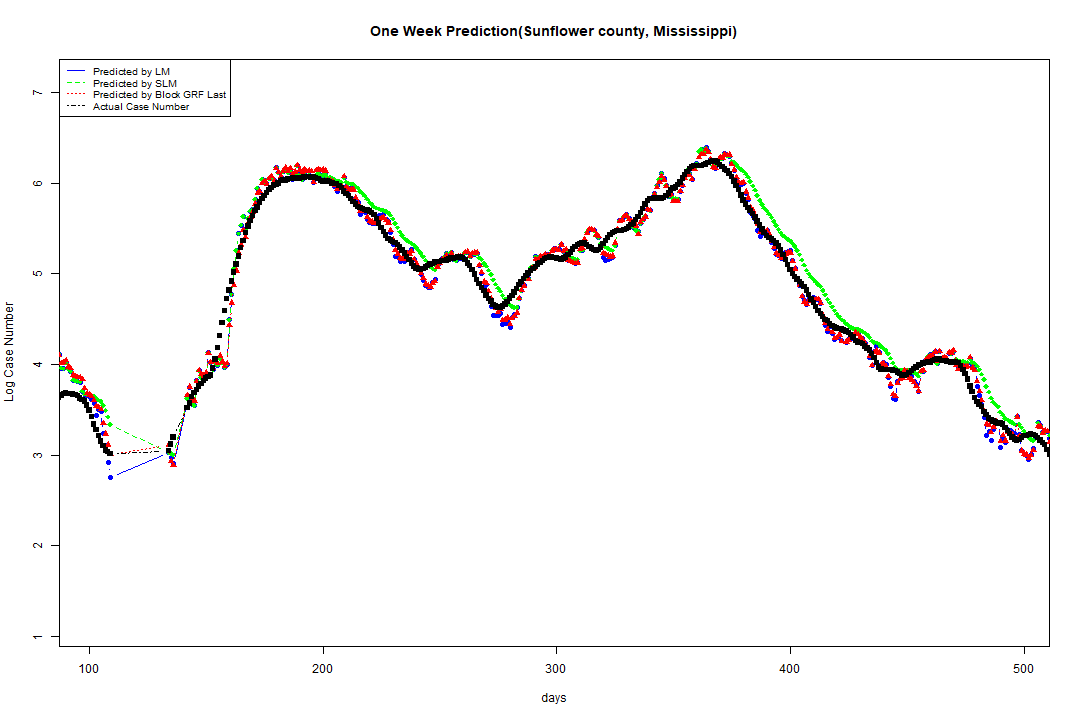 One Week Prediction(Sunflower county, Mississippi)
Predicted by LM
Predicted by SLM
Predicted by Block GRF Last
Actual Case Number
7
6
5
4
3
2
1
Log Case Number
100 200 300 400 500
days